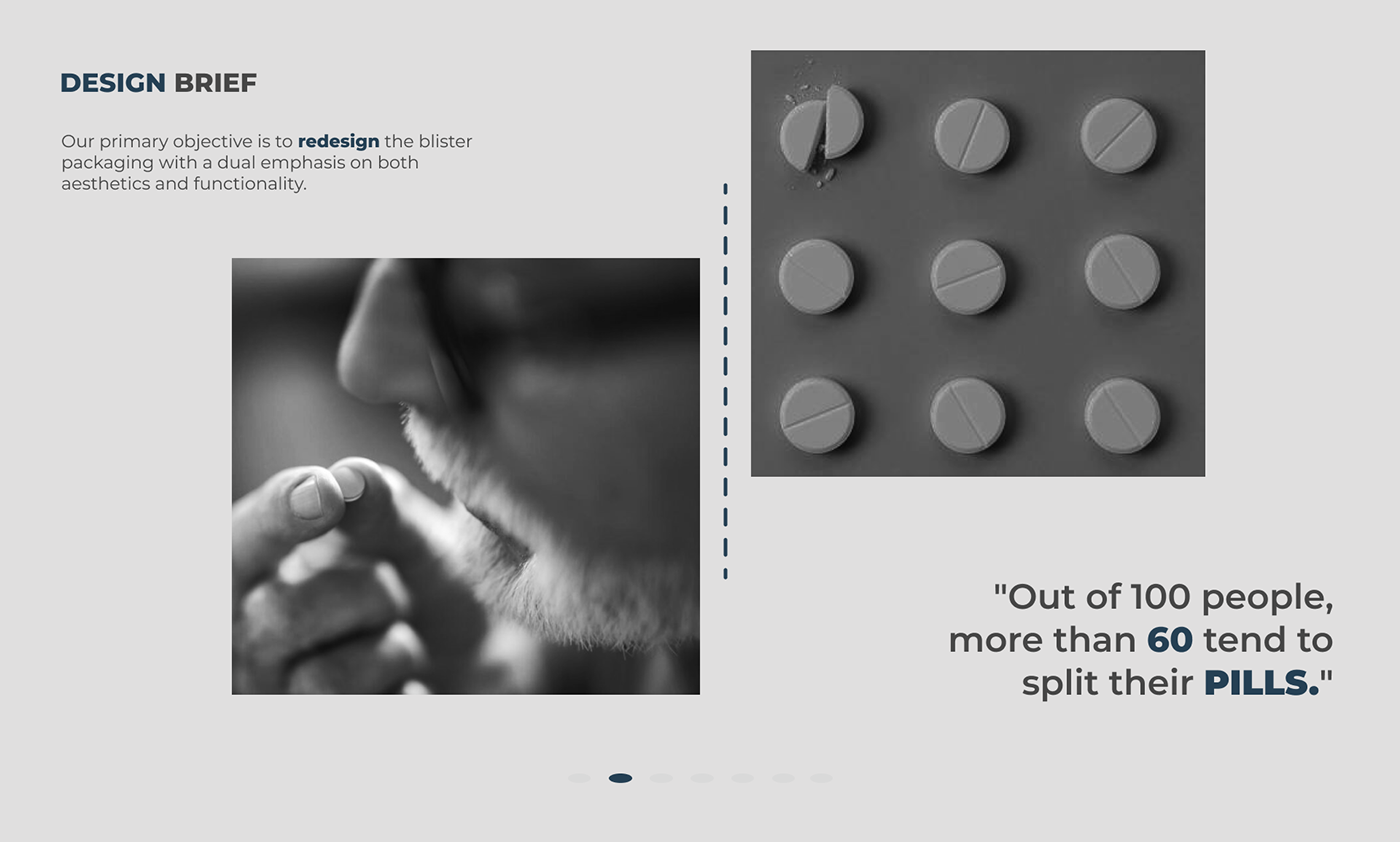 DESIGN BRIEF
Our primary objective is to redesign the blister
packaging with a dual emphasis on both
aesthetics and functionality.
"Out of 100 people,
more than 60 tend to
split their PILLS."